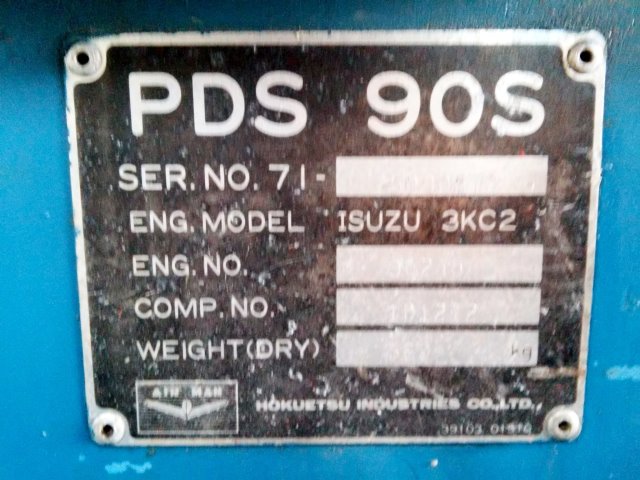 PDS 90S
SER. NO. 71-
ENG. MODEL ISUZU 3KC2
ENG. NO.
COMP. NO.
WEIGHT(DRY) kg
AIR MAN
HOKUETSU INDUSTRIES CO.,LTD.,